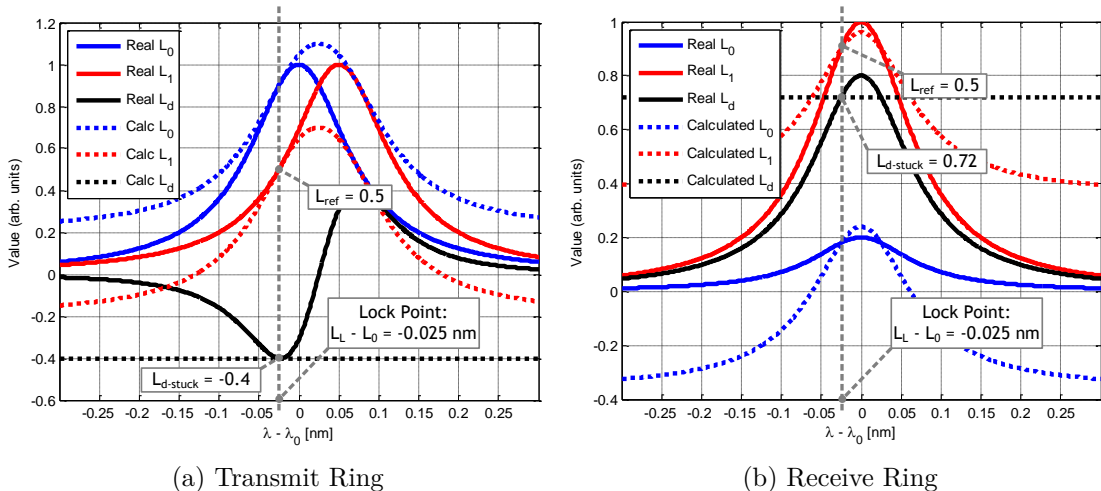 1.2
1
0.8
0.6
0.4
0.2
0
-0.2
-0.4
-0.6
Value (arb. units)
Real L0
Real L1
Real Ld
Calc L0
Calc L1
Calc Ld
Lref = 0.5
Lock Point:
LL - L0 = -0.025 nm
Ld-stuck = -0.4
-0.25 -0.2 -0.15 -0.1 -0.05 0 0.05 0.1 0.15 0.2 0.25
λ - λ0 [nm]
(a) Transmit Ring
1
0.8
0.6
0.4
0.2
0
-0.2
-0.4
Value (arb. units)
Real L0
Real L1
Real Ld
Calculated L0
Calculated L1
Calculated Ld
Lref = 0.5
Ld-stuck = 0.72
Lock Point:
LL - L0 = -0.025 nm
-0.25 -0.2 -0.15 -0.1 -0.05 0 0.05 0.1 0.15 0.2 0.25
λ - λ0 [nm]
(b) Receive Ring